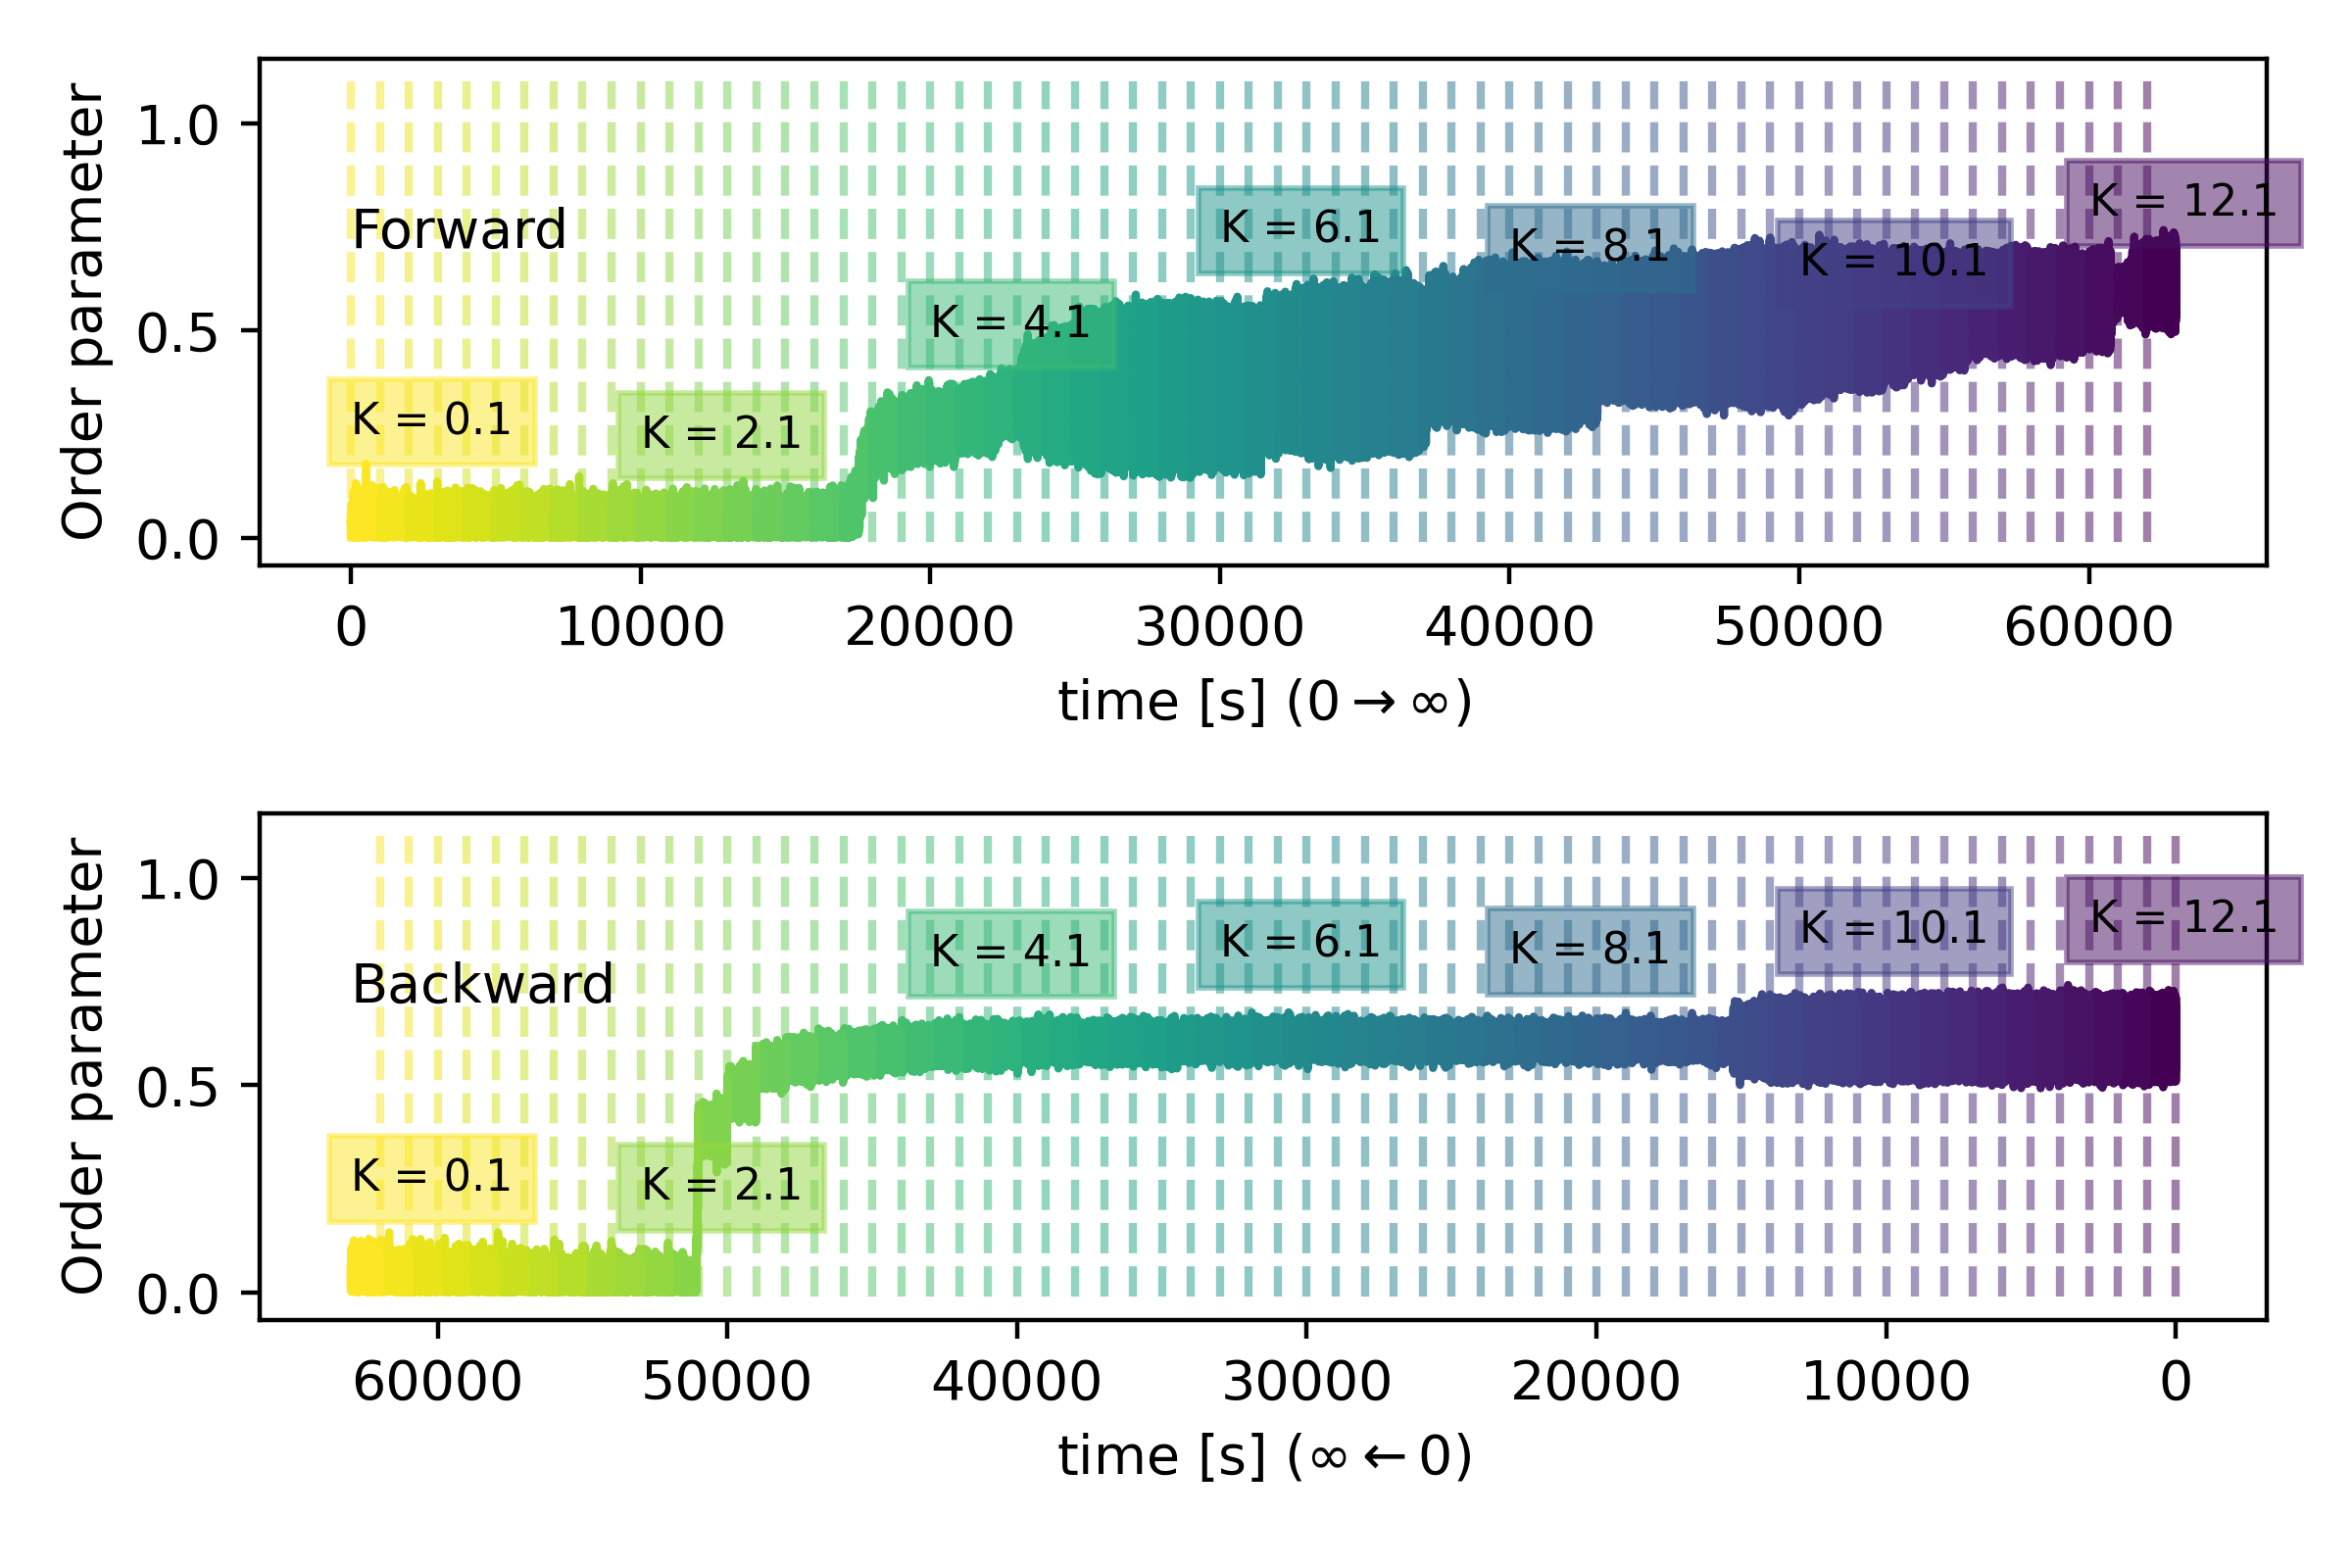 Order parameter
1.0
0.5
0.0
Forward
K = 0.1
K = 2.1
K = 4.1
K = 6.1
K = 8.1
K = 10.1
K = 12.1
0 10000 20000 30000 40000 50000 60000
time [s] (0→∞)
Order parameter
1.0
0.5
0.0
Backward
K = 0.1
K = 2.1
K = 4.1
K = 6.1
K = 8.1
K = 10.1
K = 12.1
60000 50000 40000 30000 20000 10000 0
time [s] (∞←0)